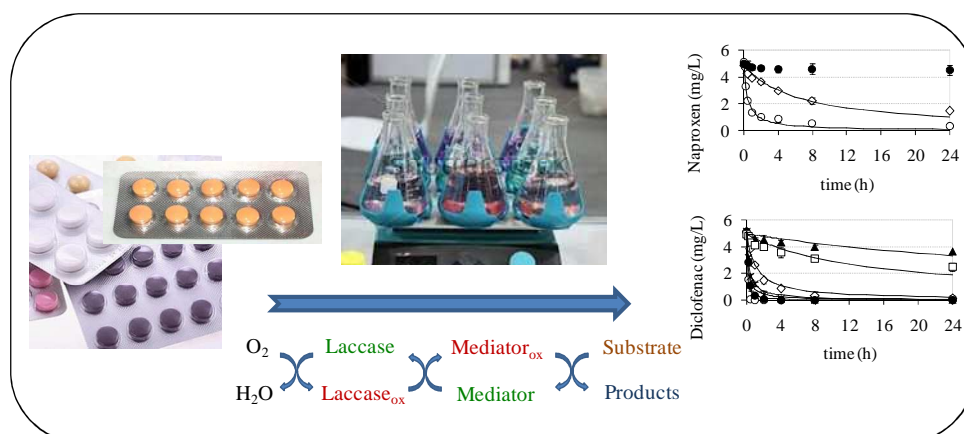 Naproxen (mg/L)
6
4
2
0
0 4 8 12 16 20 24
time (h)
Diclofenac (mg/L)
6
4
2
0
0 4 8 12 16 20 24
time (h)
O2 Laccase Mediatorox Substrate
H2O Laccaseox Mediator Products